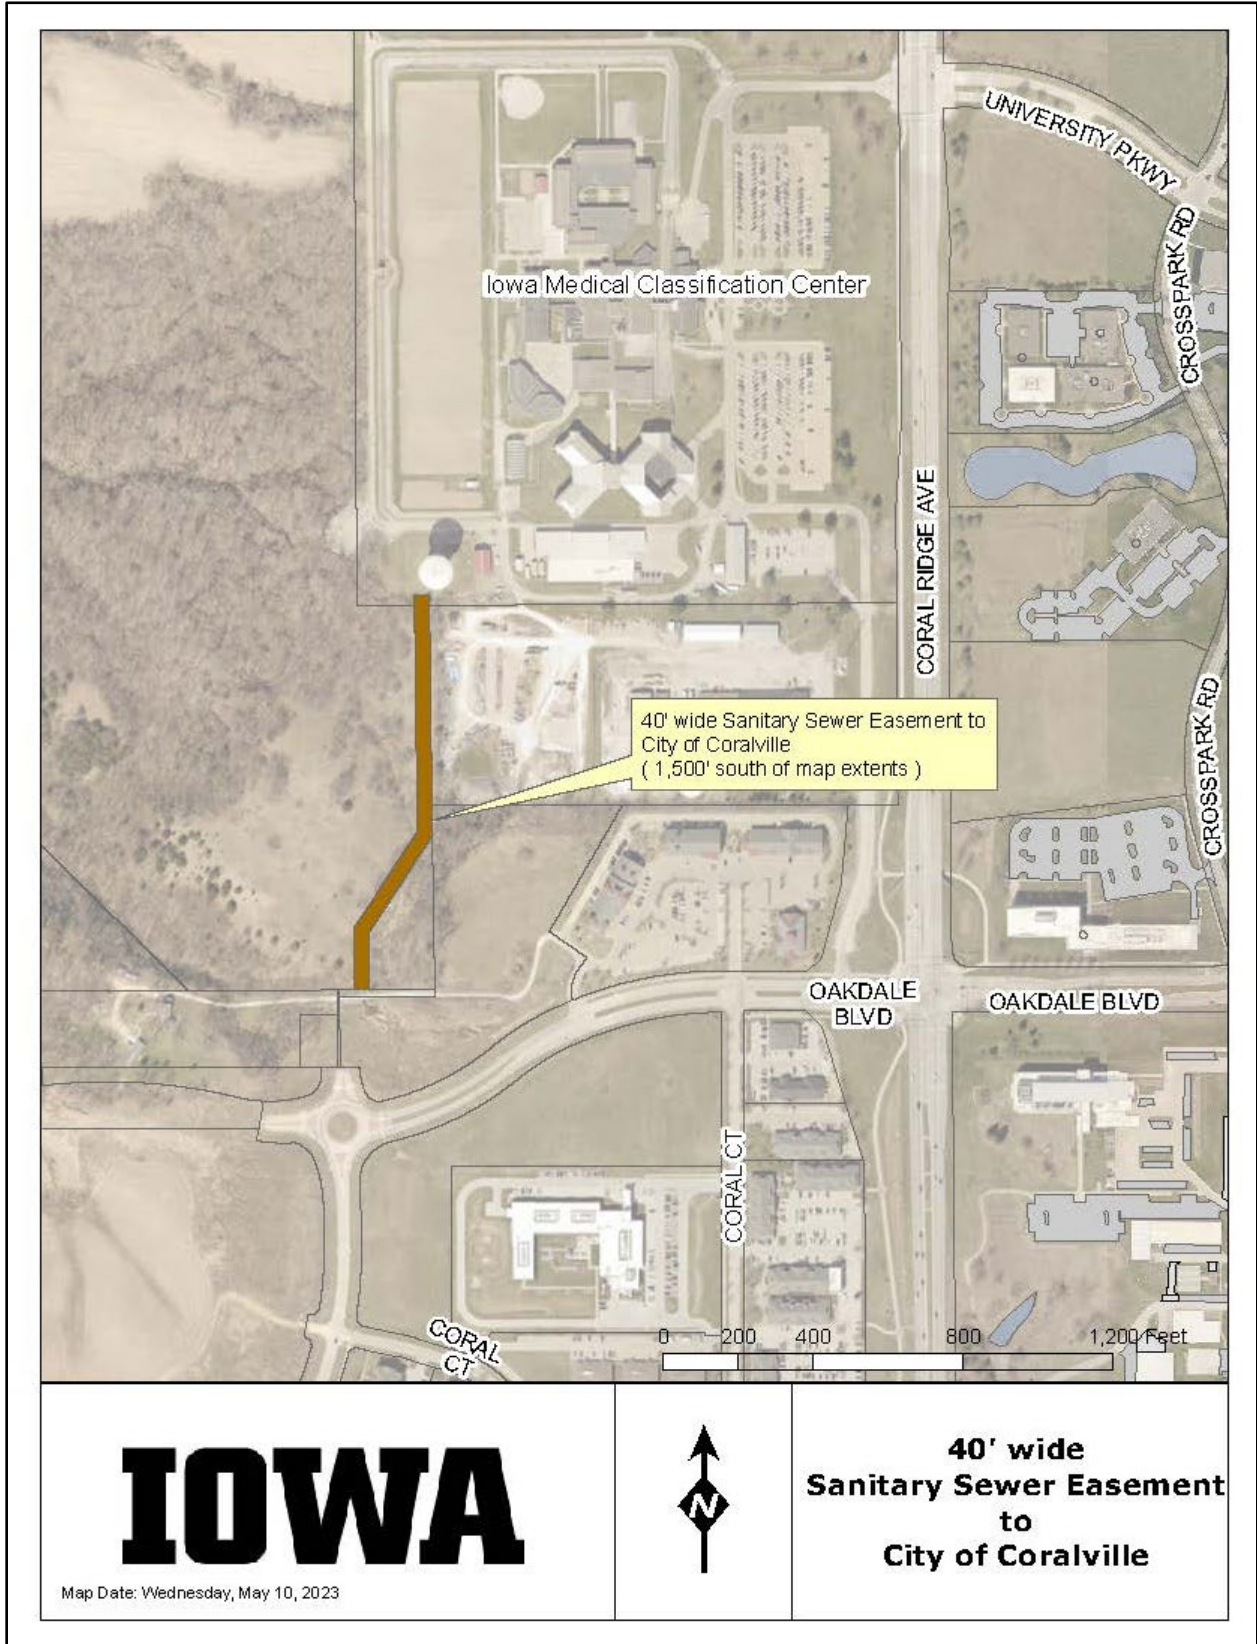 UNIVERSITY PKWY
CROSSPARK RD
Iowa Medical Classification Center
CORAL RIDGE AVE
40' wide Sanitary Sewer Easement to
City of Coralville
( 1,500' south of map extents )
CROSSPARK RD
OAKDALE
BLVD
OAKDALE BLVD
CORAL CT
CORAL
CT
0 200 400 800 1,200 Feet
IOWA
Map Date: Wednesday, May 10, 2023
N
40' wide
Sanitary Sewer Easement
to
City of Coralville